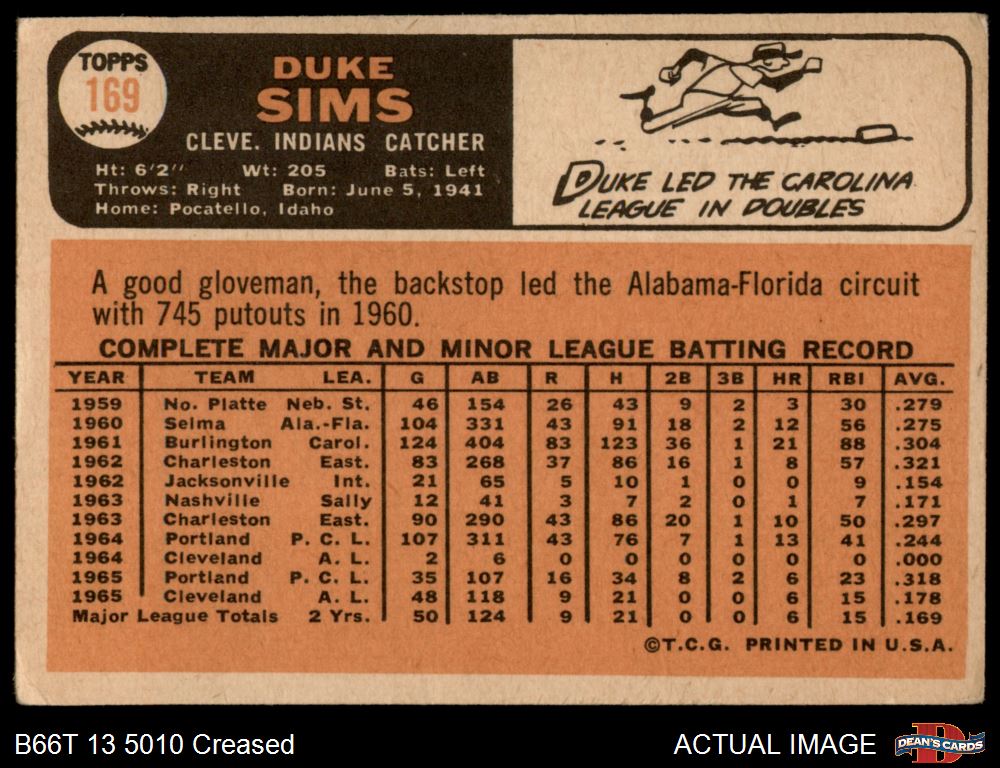 TOPPS
169
DUKE
SIMS
CLEVE. INDIANS CATCHER
Ht: 6'2" Wt: 205 Bats: Left
Throws: Right Born: June 5, 1941
Home: Pocatello, Idaho
DUKE LED THE CAROLINA
LEAGUE IN DOUBLES
A good gloveman, the backstop led the Alabama-Florida circuit
with 745 putouts in 1960.
COMPLETE MAJOR AND MINOR LEAGUE BATTING RECORD
YEAR TEAM LEA. G AB R H 2B 3B HR RBI AVG.
1959 No. Platte Neb. St. 46 154 26 43 9 2 3 30 .279
1960 Selma Ala.-Fla. 104 331 43 91 18 2 12 56 .275
1961 Burlington Carol. 124 404 83 123 36 1 21 88 .304
1962 Charleston East. 83 268 37 86 16 1 8 57 .321
1962 Jacksonville Int. 21 65 5 10 1 0 0 9 .154
1963 Nashville Sally 12 41 3 7 2 0 1 7 .171
1963 Charleston East. 90 290 43 86 20 1 10 50 .297
1964 Portland P. C. L. 107 311 43 76 7 1 13 41 .244
1964 Cleveland A. L. 2 6 0 0 0 0 0 0 .000
1965 Portland P. C. L. 35 107 16 34 8 2 6 23 .318
1965 Cleveland A. L. 48 118 9 21 0 0 6 15 .178
Major League Totals 2 Yrs. 50 124 9 21 0 0 6 15 .169
©T.C.G. PRINTED IN U.S.A.
B66T 13 5010 Creased
ACTUAL IMAGE
D
DEAN'S CARDS